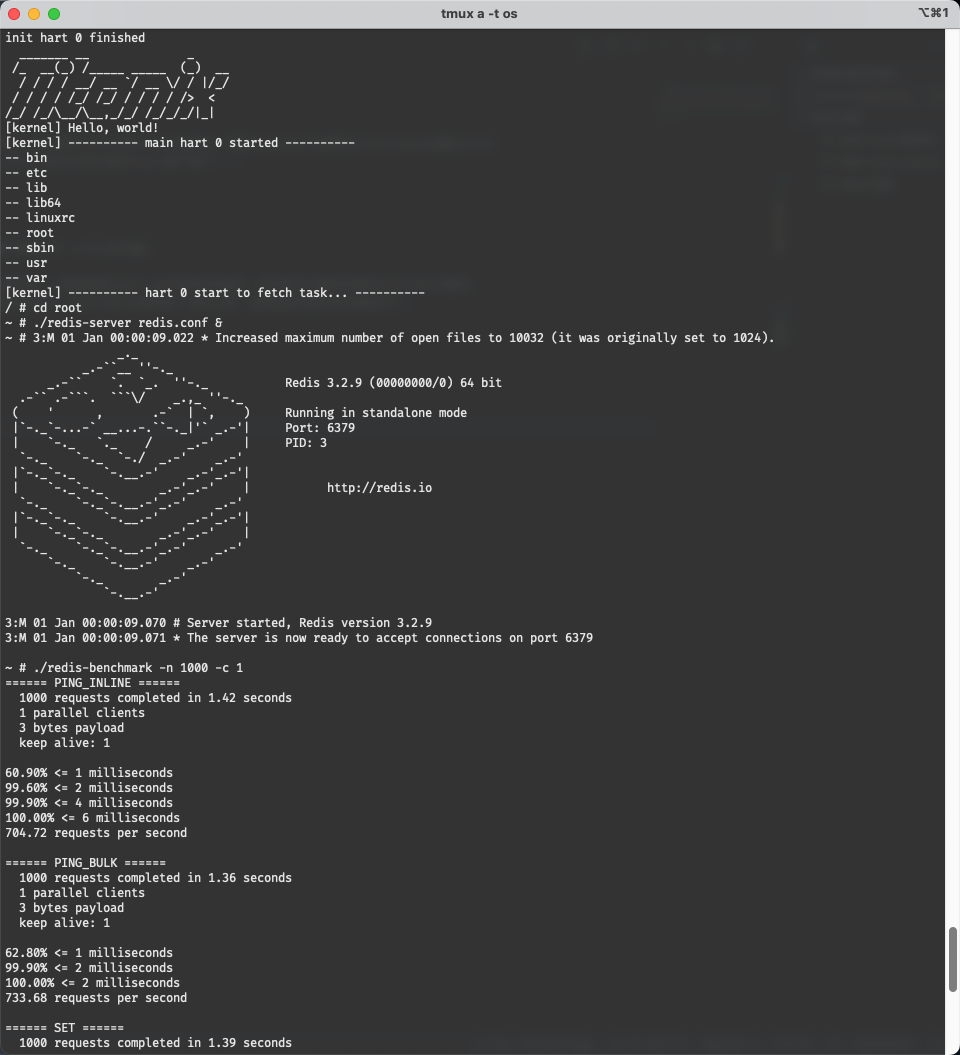 tmux a -t os
⌥⌘1
init hart 0 finished
[kernel] Hello, world!
[kernel] ---------- main hart 0 started ----------
-- bin
-- etc
-- lib
-- lib64
-- linuxrc
-- root
-- sbin
-- usr
-- var
[kernel] ---------- hart 0 start to fetch task... ----------
/ # cd root
~ # ./redis-server redis.conf &
~ # 3:M 01 Jan 00:00:09.022 * Increased maximum number of open files to 10032 (it was originally set to 1024).
Redis 3.2.9 (00000000/0) 64 bit
Running in standalone mode
Port: 6379
PID: 3
http://redis.io
3:M 01 Jan 00:00:09.070 # Server started, Redis version 3.2.9
3:M 01 Jan 00:00:09.071 * The server is now ready to accept connections on port 6379
~ # ./redis-benchmark -n 1000 -c 1
====== PING_INLINE ======
1000 requests completed in 1.42 seconds
1 parallel clients
3 bytes payload
keep alive: 1
60.90% <= 1 milliseconds
99.60% <= 2 milliseconds
99.90% <= 4 milliseconds
100.00% <= 6 milliseconds
704.72 requests per second
====== PING_BULK ======
1000 requests completed in 1.36 seconds
1 parallel clients
3 bytes payload
keep alive: 1
62.80% <= 1 milliseconds
99.90% <= 2 milliseconds
100.00% <= 2 milliseconds
733.68 requests per second
====== SET ======
1000 requests completed in 1.39 seconds